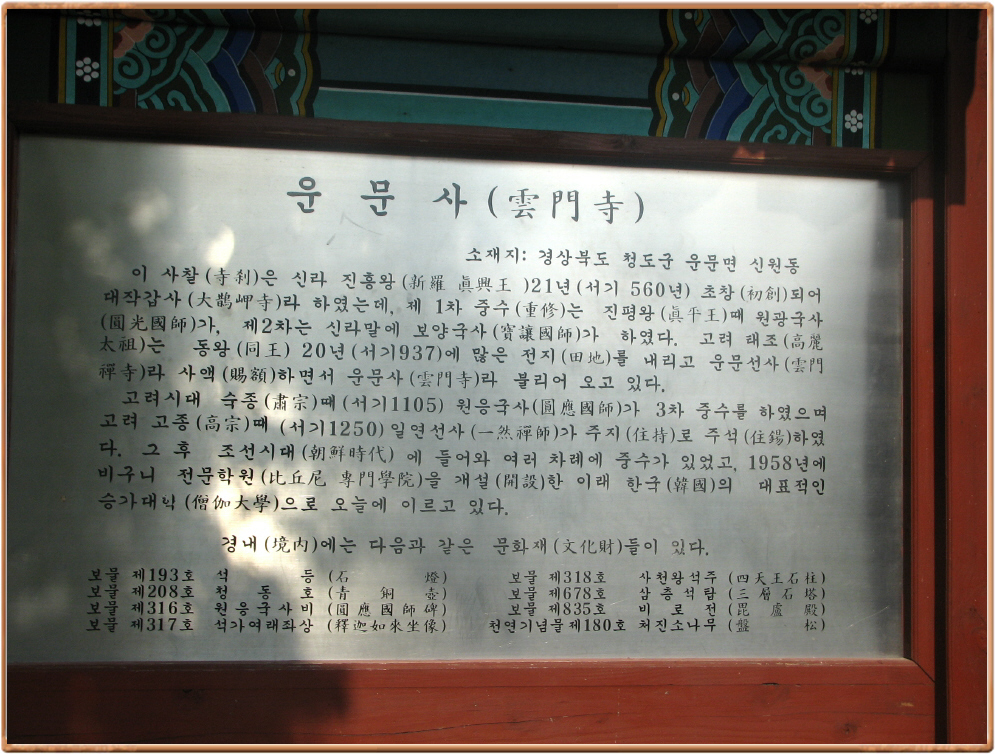 운 문 사 (雲門寺)
소재지: 경상북도 청도군 운문면 신원동
이 사찰(寺刹)은 신라 진흥왕(新羅 眞興王 )21년(서기 560년) 초창(初創)되어
대작갑사(大鵲岬寺)라 하였는데, 제 1차 중수(重修)는 진평왕(眞平王)때 원광국사
(圓光國師)가, 제2차는 신라말에 보양국사(寶讓國師)가 하였다. 고려 태조(高麗
太祖)는 동왕(同王) 20년(서기937)에 많은 전지(田地)를 내리고 운문선사(雲門
禪寺)라 사액(賜額)하면서 운문사(雲門寺)라 불리어 오고 있다.
고려시대 숙종(肅宗)때(서기1105) 원응국사(圓應國師)가 3차 중수를 하였으며
고려 고종(高宗)때 (서기1250)일연선사(一然禪師)가 주지(住持)로 주석(住錫)하였
다. 그 후 조선시대(朝鮮時代) 에 들어와 여러 차례에 중수가 있었고, 1958년에
비구니 전문학원(比丘尼 專門學院)을 개설(開設)한 이래 한국(韓國)의 대표적인
승가대학(僧伽大學)으로 오늘에 이르고 있다.
경내(境内)에는 다음과 같은 문화재(文化財)들이 있다.
보물 제193호 석 등 (石 燈) 보물 제318호 사천왕석주 (四天王石柱)
보물 제208호 청 동 호 (青 銅 壺) 보물 제678호 삼층석탑 (三層石塔)
보물 제316호 원응국사비 (圓應國師碑) 보물 제835호 비 로 전 (毘 盧 殿)
보물 제317호 석가여래좌상 (釋迦如來坐像) 천연기념물제180호 처진소나무 (盤 松)